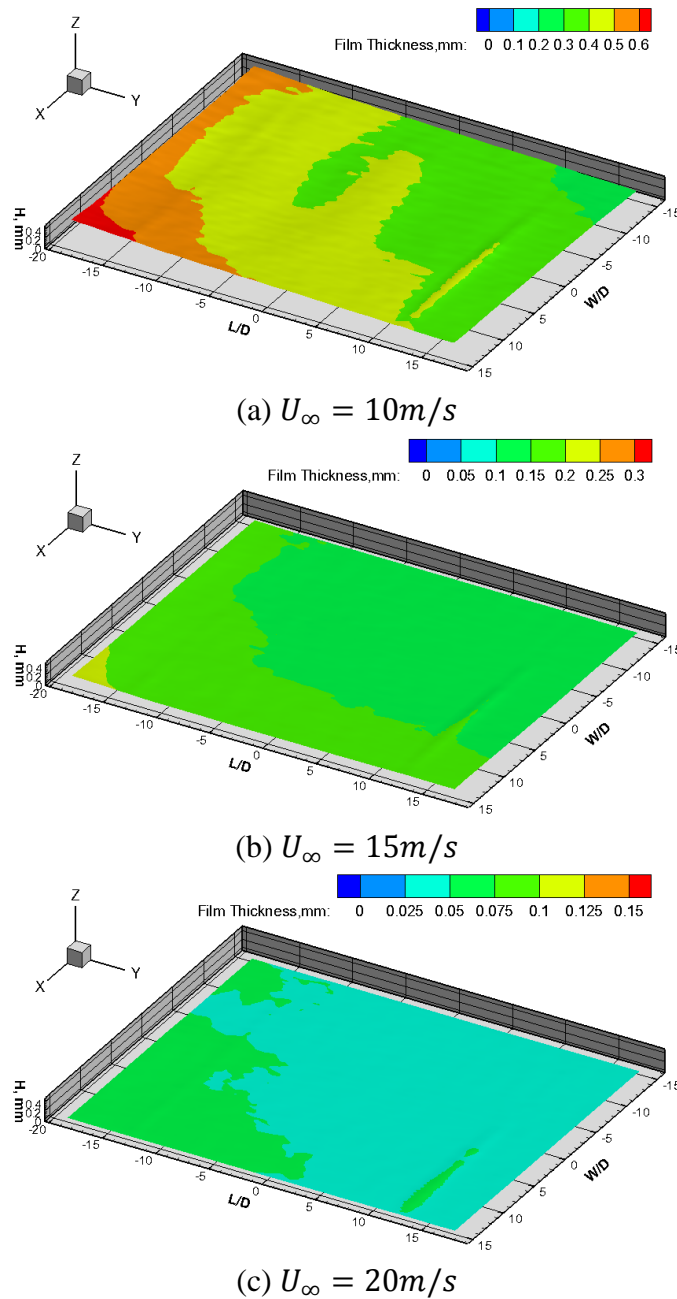 Z
X
Y
Film Thickness,mm: 0 0.1 0.2 0.3 0.4 0.5 0.6
H, mm
0.4
0.2
0
-20 -15 -10 -5 0 5 10 15
L/D
-15 -10 -5 0 5 10 15
W/D
(a) U∞ = 10m/s
Z
X
Y
Film Thickness,mm: 0 0.05 0.1 0.15 0.2 0.25 0.3
H, mm
0.4
0.2
0
-20 -15 -10 -5 0 5 10 15
L/D
-15 -10 -5 0 5 10 15
W/D
(b) U∞ = 15m/s
Z
X
Y
Film Thickness,mm: 0 0.025 0.05 0.075 0.1 0.125 0.15
H, mm
0.4
0.2
0
-20 -15 -10 -5 0 5 10 15
L/D
-15 -10 -5 0 5 10 15
W/D
(c) U∞ = 20m/s